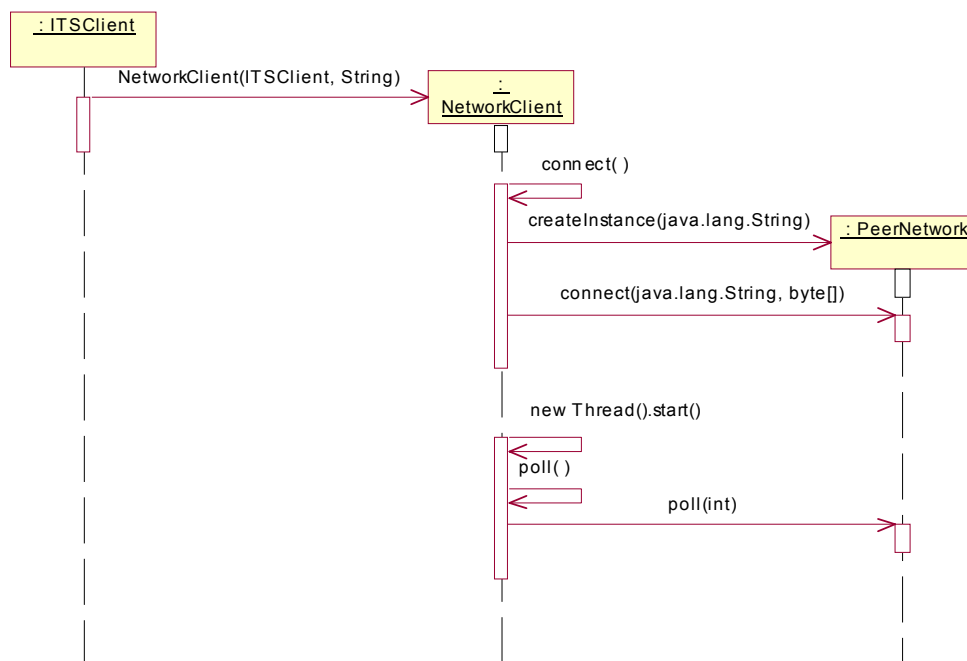 : ITSClient
NetworkClient(ITSClient, String)
:
NetworkClient
connect( )
createInstance(java.lang.String)
: PeerNetwork
connect(java.lang.String, byte[])
new Thread().start()
poll( )
poll(int)